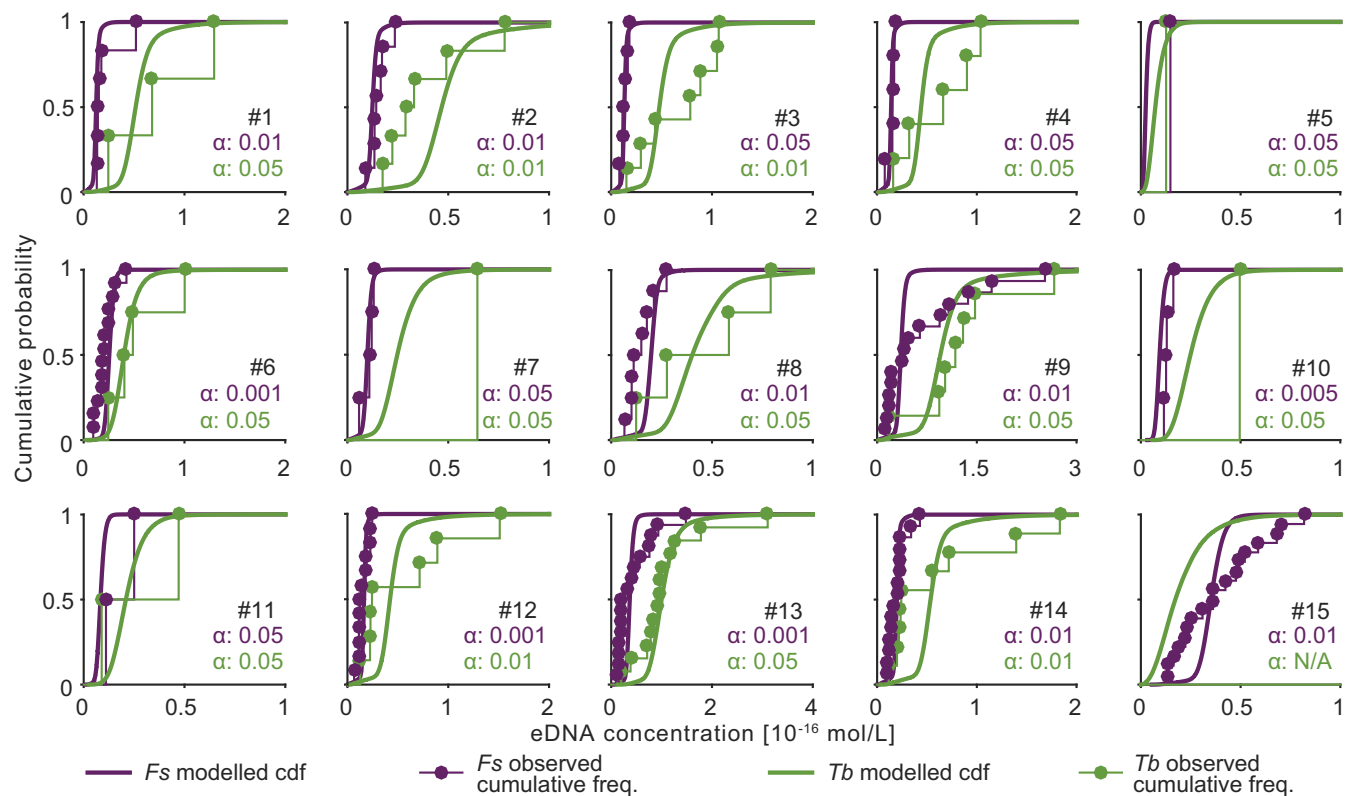 1
0.5
0
#1
α: 0.01
α: 0.05
0 1 2
#2
α: 0.01
α: 0.01
0 0.5 1
#3
α: 0.05
α: 0.01
0 1 2
#4
α: 0.05
α: 0.05
0 1 2
#5
α: 0.05
α: 0.05
0 0.5 1
Cumulative probability
1
0.5
0
#6
α: 0.001
α: 0.05
0 1 2
#7
α: 0.05
α: 0.05
0 0.5 1
#8
α: 0.01
α: 0.05
0 0.5 1
#9
α: 0.01
α: 0.05
0 1.5 3
#10
α: 0.005
α: 0.05
0 0.5 1
1
0.5
0
#11
α: 0.05
α: 0.05
0 0.5 1
#12
α: 0.001
α: 0.01
0 1 2
#13
α: 0.001
α: 0.05
0 2 4
#14
α: 0.01
α: 0.01
0 1 2
#15
α: 0.01
α: N/A
0 0.5 1
eDNA concentration [10⁻¹⁶ mol/L]
Fs modelled cdf
Fs observed
cumulative freq.
Tb modelled cdf
Tb observed
cumulative freq.